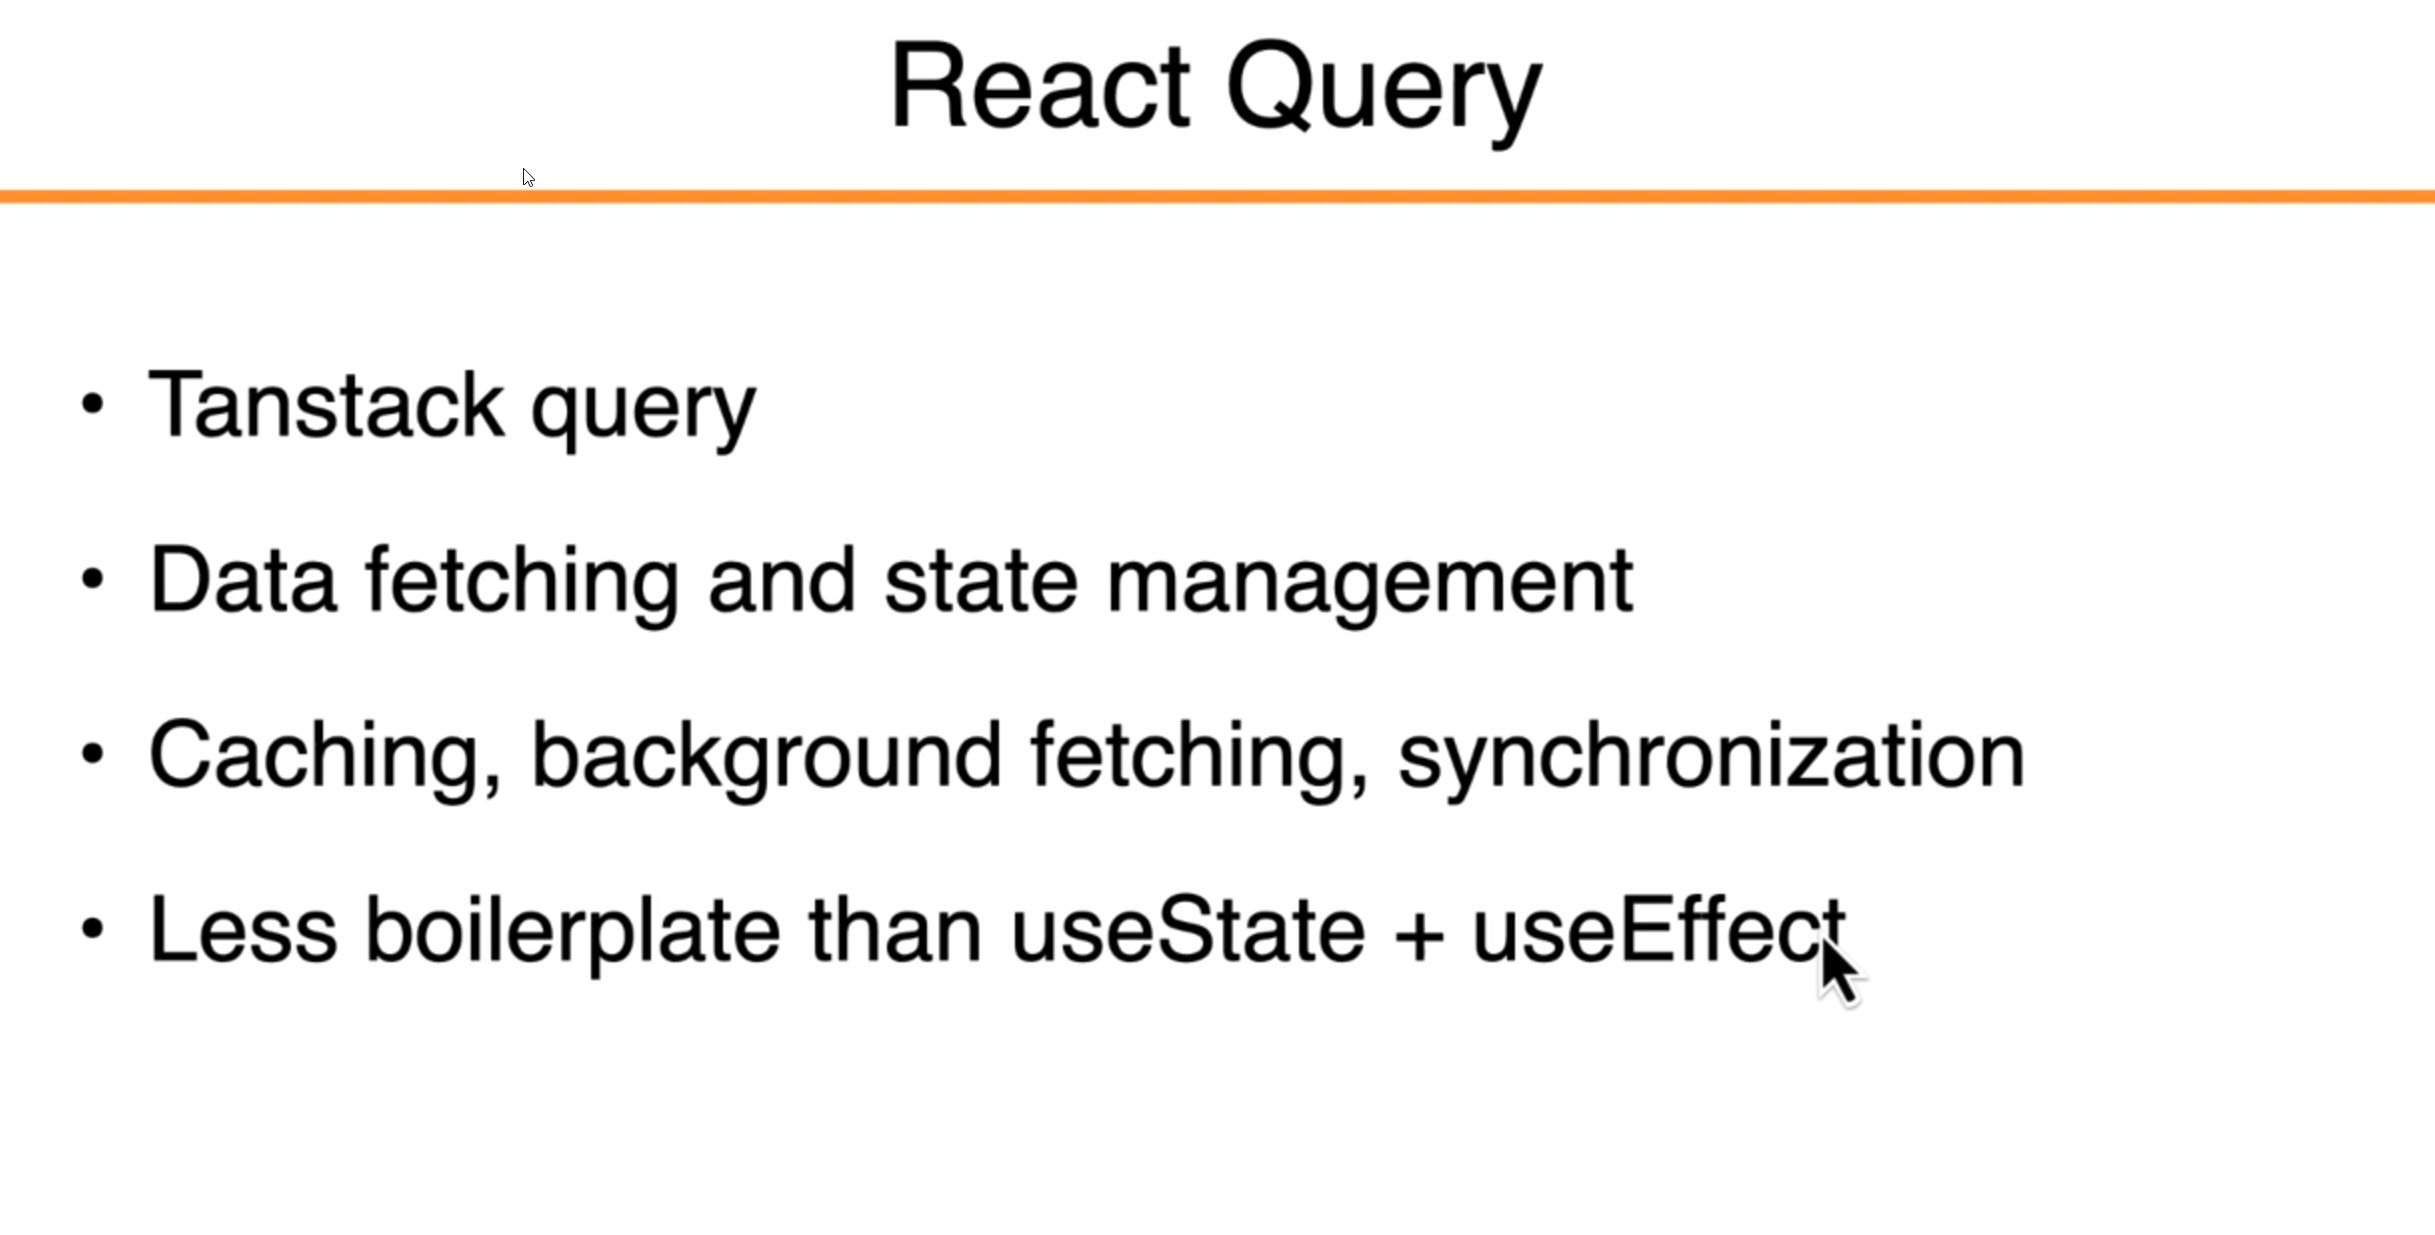 React Query
• Tanstack query
• Data fetching and state management
• Caching, background fetching, synchronization
• Less boilerplate than useState + useEffect